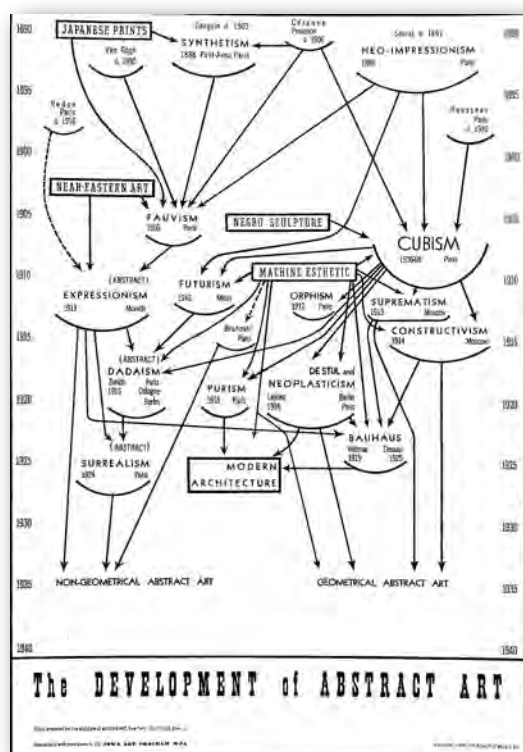 1890
JAPANESE PRINTS
Van Gogh
d. 1890
Gauguin d. 1903
SYNTHETISM
1888 Pont-Aven, Paris
Cézanne
Provence
d. 1906
Seurat d. 1891
NEO-IMPRESSIONISM
1886 Paris
1890
1895
Redon
Paris
d. 1916
Rousseau
Paris
d. 1910
1895
1900
1900
NEAR-EASTERN ART
1905
FAUVISM
1905 Paris
NEGRO SCULPTURE
1905
CUBISM
1906-08 Paris
1910
(ABSTRACT)
EXPRESSIONISM
1911 Munich
FUTURISM
1910 Milan
MACHINE ESTHETIC
ORPHISM
1912 Paris
SUPREMATISM
1913 Moscow
1910
Brancusi
Paris
CONSTRUCTIVISM
1914 Moscow
1915
1915
(ABSTRACT)
DADAISM
Zurich Paris
1916 Cologne
Berlin
PURISM
1918 Paris
DE STIJL and
NEOPLASTICISM
Leyden Berlin
1916 Paris
1920
1920
BAUHAUS
Weimar Dessau
1919 1925
(ABSTRACT)
SURREALISM
1924 Paris
MODERN
ARCHITECTURE
1925
1925
1930
1930
1935
NON-GEOMETRICAL ABSTRACT ART
GEOMETRICAL ABSTRACT ART
1935
1940
1940
The DEVELOPMENT of ABSTRACT ART